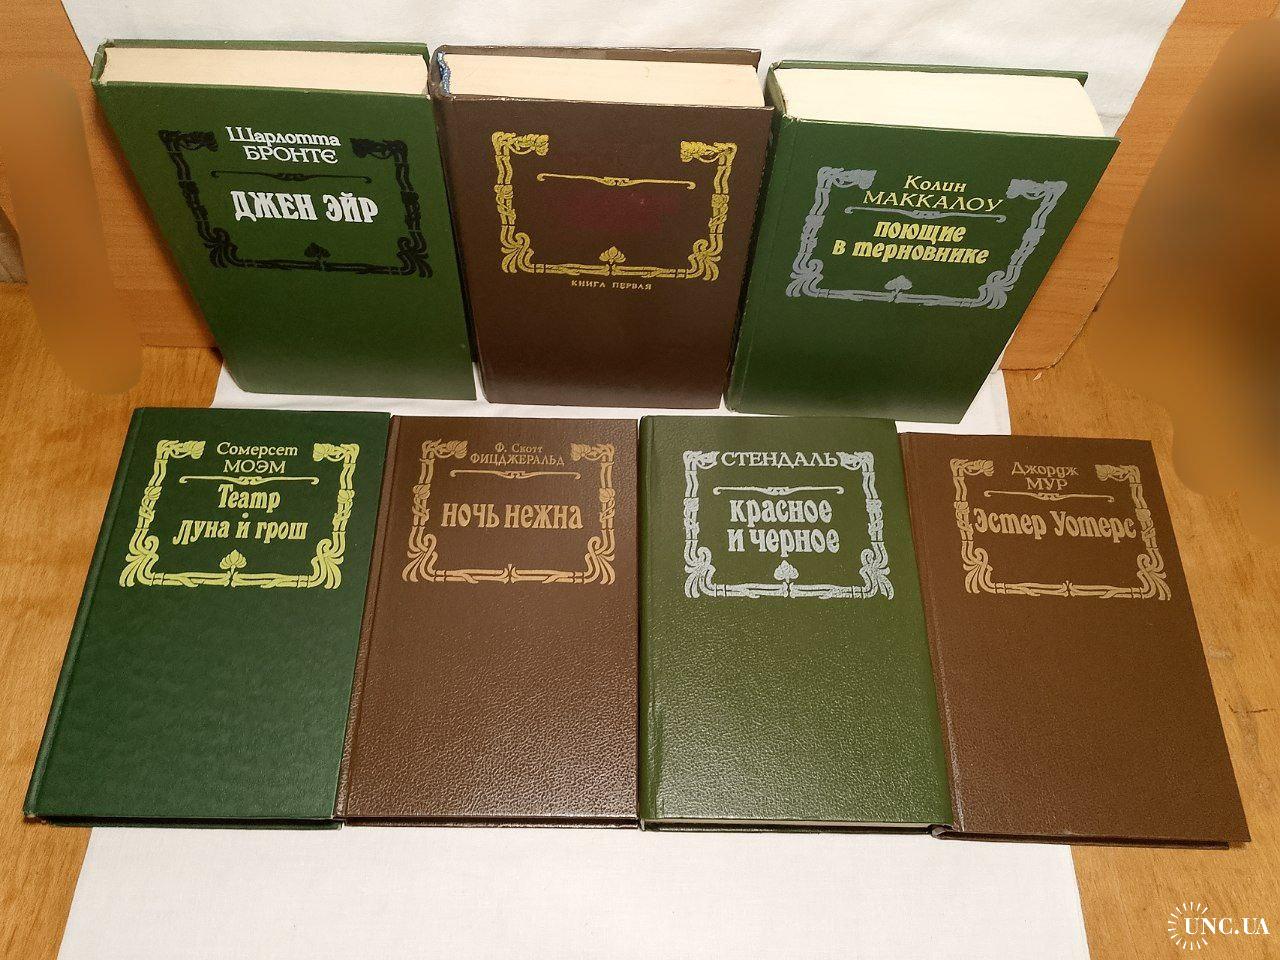 Шарлотта
БРОНТЄ
ДЖЕН ЭЙР
КНИГА ПЕРВАЯ
Колин
МАККАЛОУ
ПОЮЩИЕ
в терновнике
Сомерсет
МОЭМ
Театр
Луна и грош
Ф. Скотт
ФИЦДЖЕРАЛЬД
НОЧЬ НЕЖНА
СТЕНДАЛЬ
КРАСНОЕ
И ЧЕРНОЕ
Джордж
МУР
Эстер Уотерс
UNC.UA